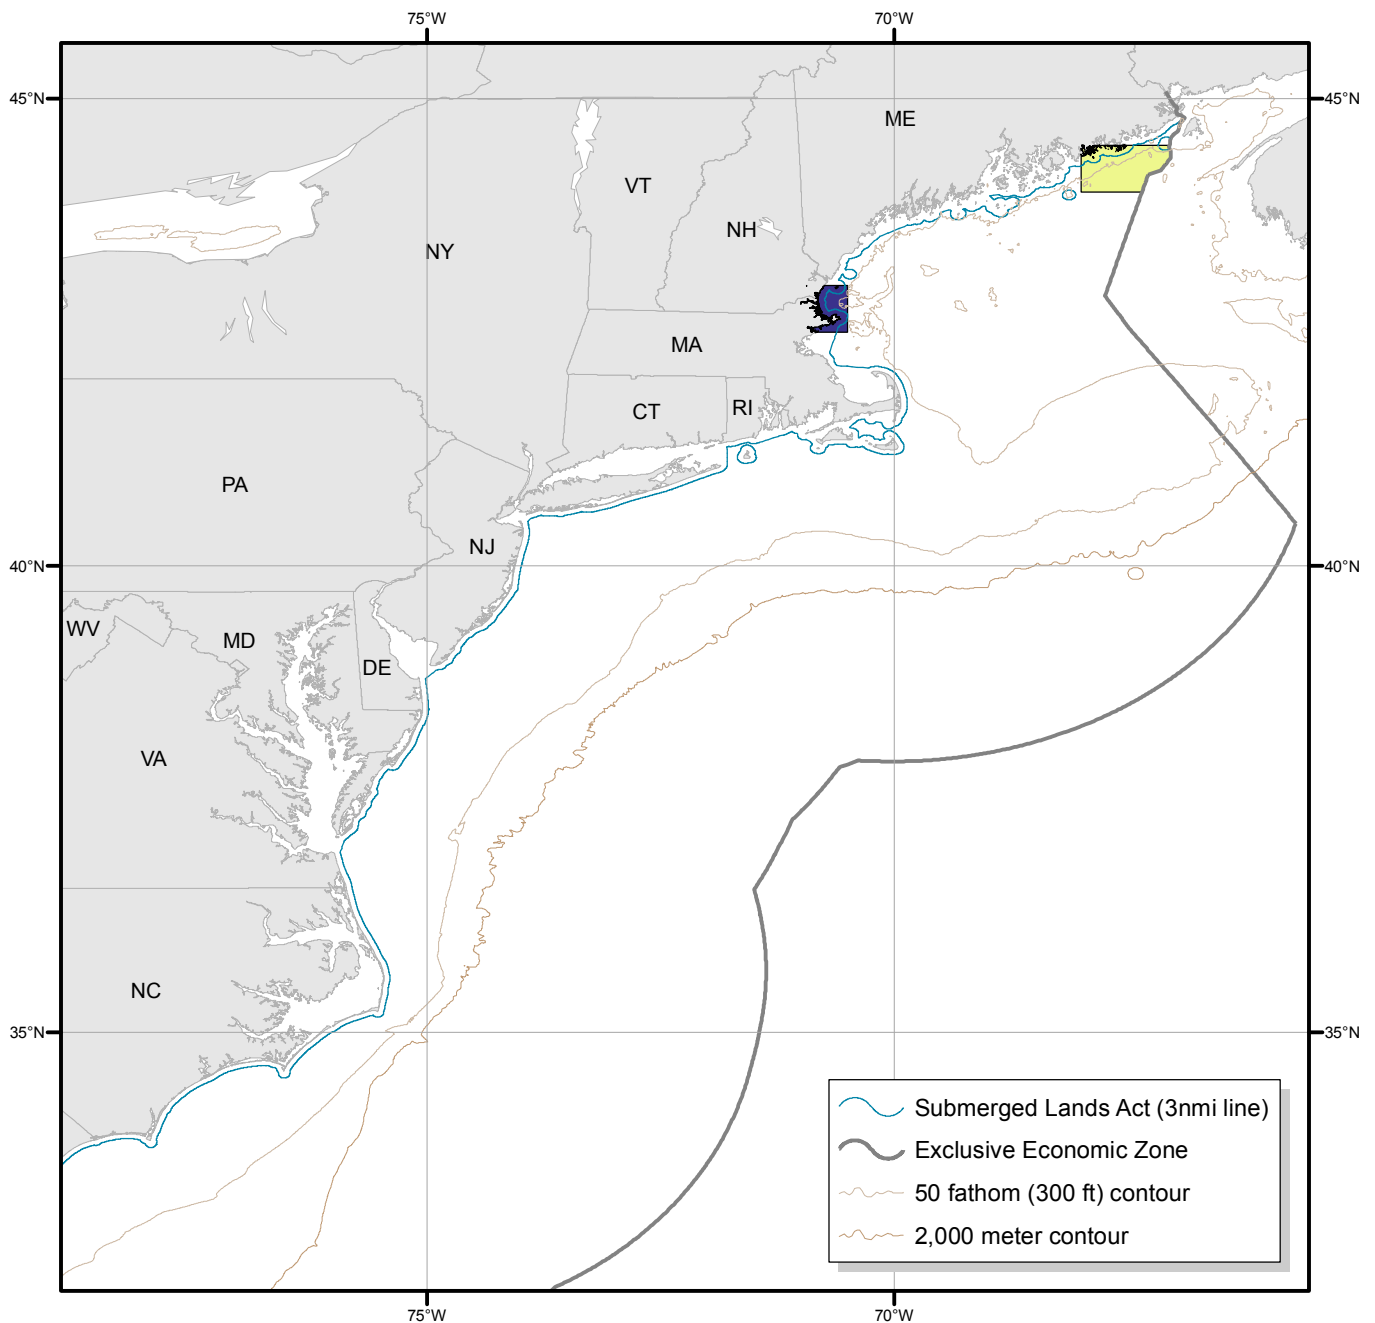 75°W
70°W
45°N
45°N
ME
VT
NH
NY
MA
CT
RI
PA
NJ
40°N
40°N
WV
MD
DE
VA
NC
35°N
35°N
Submerged Lands Act (3nmi line)
Exclusive Economic Zone
50 fathom (300 ft) contour
2,000 meter contour
75°W
70°W